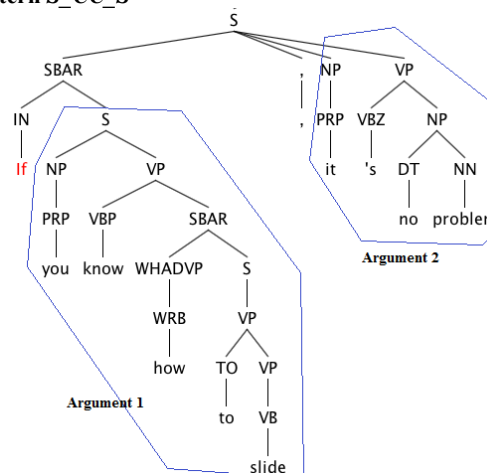 S_CC_S
S
SBAR , NP VP
IN S , PRP VBZ NP
If NP VP it 's DT NN
PRP VBP SBAR no
Argument 2
you know WHADVP S
WRB VP
how TO VP
Argument 1 to VB
slide